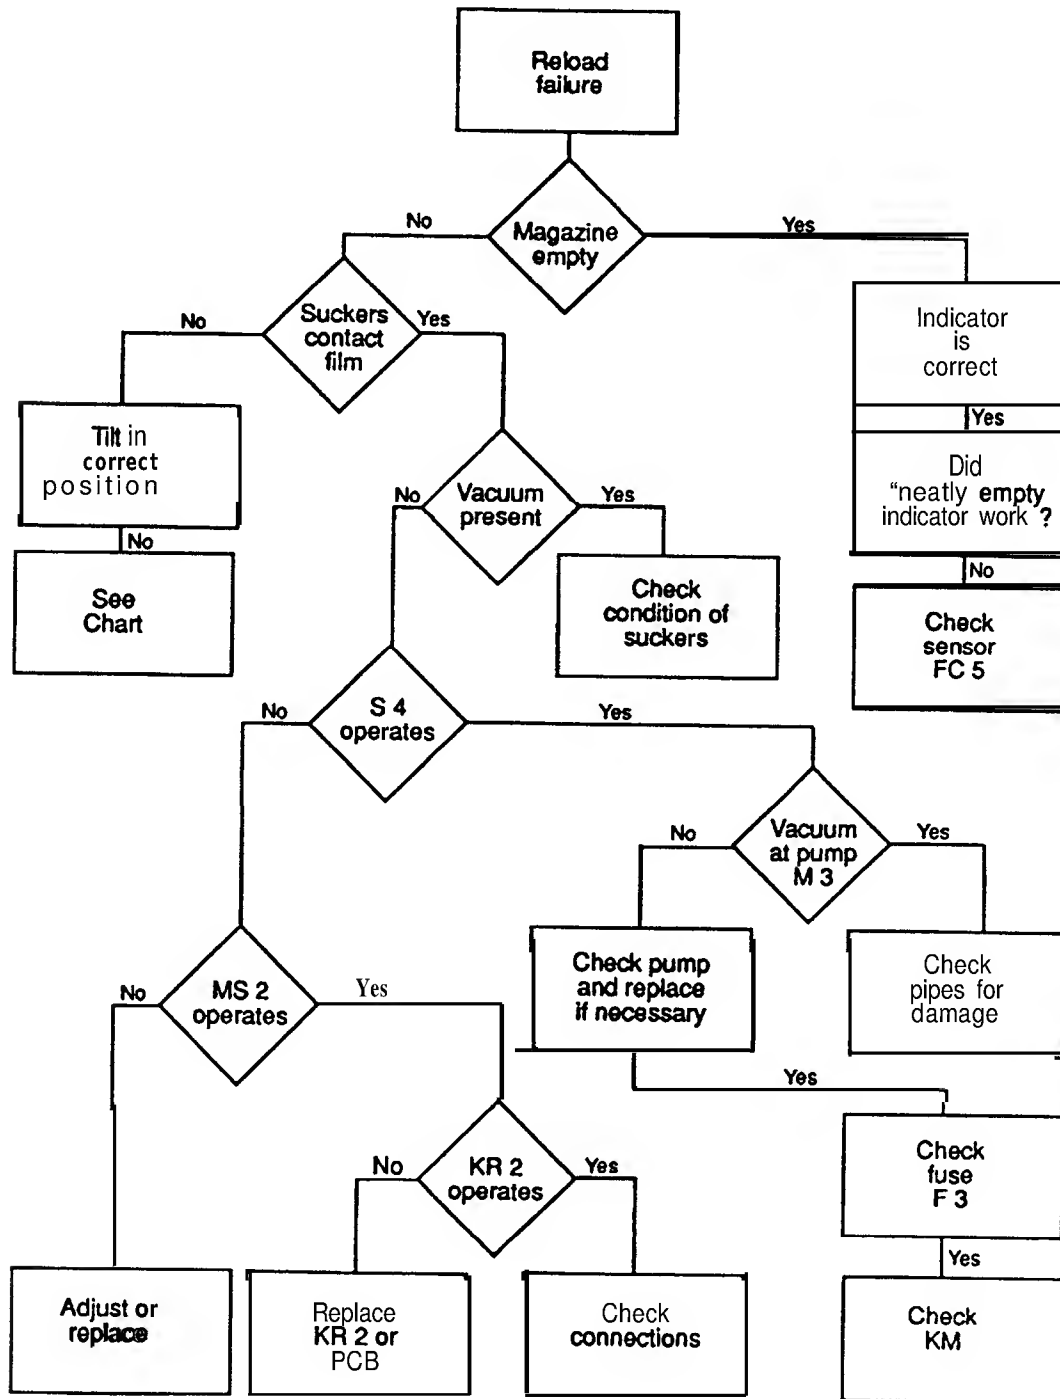 Reload
failure
Magazine
empty
No
Yes
Suckers
contact
film
No
Yes
Indicator
is
correct
Yes
Tilt in
correct
position
No
See
Chart
Vacuum
present
No
Yes
Did
“neatly empty
indicator work ?
No
Check
condition of
suckers
Check
sensor
FC 5
S 4
operates
No
Yes
Vacuum
at pump
M 3
No
Yes
Check pump
and replace
if necessary
Check
pipes for
damage
MS 2
operates
No
Yes
Yes
Check
fuse
F 3
Yes
Check
KM
KR 2
operates
No
Yes
Adjust or
replace
Replace
KR 2 or
PCB
Check
connections